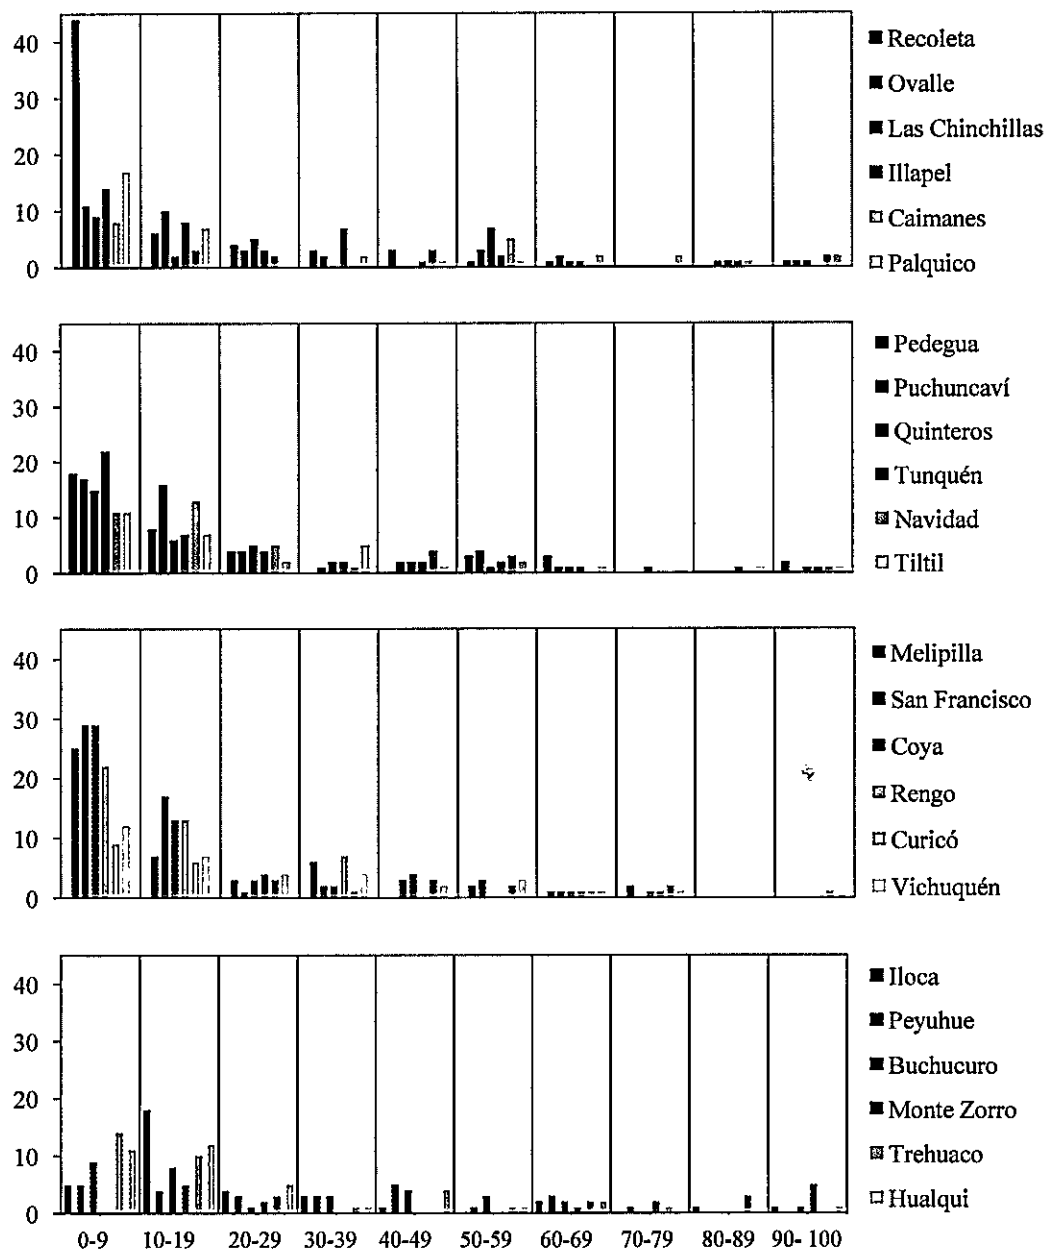 40
30
20
10
0
Recoleta
Ovalle
Las Chinchillas
Illapel
Caimanes
Palquico
40
30
20
10
0
Pedegua
Puchuncaví
Quinteros
Tunquén
Navidad
Tiltil
40
30
20
10
0
Melipilla
San Francisco
Coya
Rengo
Curicó
Vichuquén
40
30
20
10
0
Iloca
Peyuhue
Buchucuro
Monte Zorro
Trehuaco
Hualqui
0-9 10-19 20-29 30-39 40-49 50-59 60-69 70-79 80-89 90- 100